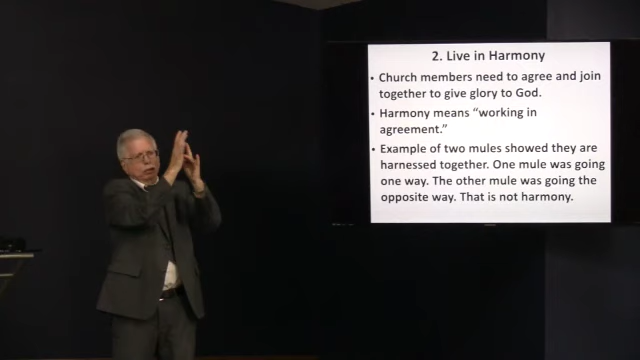 2. Live in Harmony
• Church members need to agree and join
together to give glory to God.
• Harmony means “working in
agreement.”
• Example of two mules showed they are
harnessed together. One mule was going
one way. The other mule was going the
opposite way. That is not harmony.